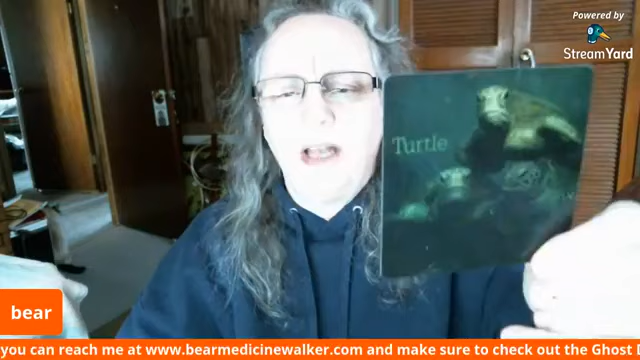 Powered by
StreamYard
Turtle
bear
you can reach me at www.bearmedicinewalker.com and make sure to check out the Ghost